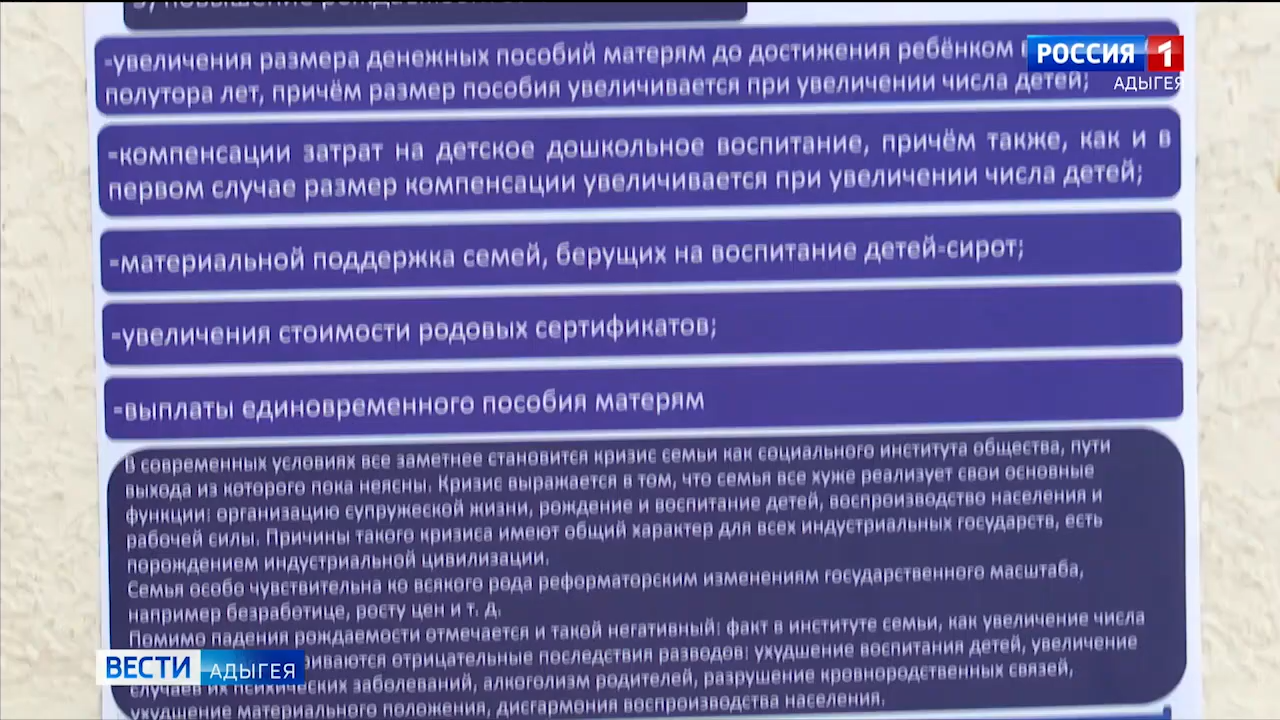 3) повышение рождаемости:
-увеличения размера денежных пособий матерям до достижения ребёнком
полутора лет, причём размер пособия увеличивается при увеличении числа детей;
-компенсации затрат на детское дошкольное воспитание, причём также, как и в
первом случае размер компенсации увеличивается при увеличении числа детей;
-материальной поддержка семей, берущих на воспитание детей-сирот;
-увеличения стоимости родовых сертификатов;
-выплаты единовременного пособия матерям
В современных условиях все заметнее становится кризис семьи как социального института общества, пути
выхода из которого пока неясны. Кризис выражается в том, что семья все хуже реализует свои основные
функции: организацию супружеской жизни, рождение и воспитание детей, воспроизводство населения и
рабочей силы. Причины такого кризиса имеют общий характер для всех индустриальных государств, есть
порождением индустриальной цивилизации.
Семья особо чувствительна ко всякого рода реформаторским изменениям государственного масштаба,
например безработице, росту цен и т. д.
Помимо падения рождаемости отмечается и такой негативный: факт в институте семьи, как увеличение числа
отрицательные последствия разводов: ухудшение воспитания детей, увеличение
случаев их психических заболеваний, алкоголизм родителей, разрушение кровнородственных связей,
ухудшение материального положения, дисгармония воспроизводства населения.
РОССИЯ 1
АДЫГЕЯ
ВЕСТИ АДЫГЕЯ